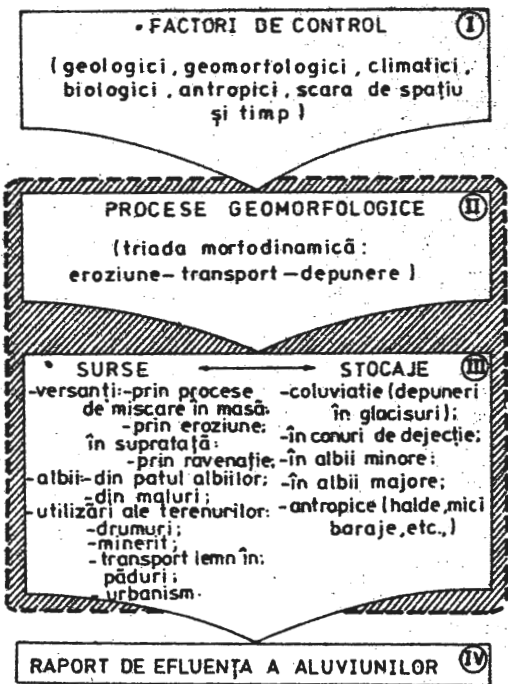 • FACTORI DE CONTROL I
(geologici, geomorfologici, climatici,
biologici, antropici, scara de spațiu
și timp)
PROCESE GEOMORFOLOGICE II
(triada morfodinamică:
eroziune-transport-depunere)
• SURSE
-versanți:-prin procese
de mișcare în masă;
-prin eroziune;
în suprafață:
-prin ravenație;
-albii:-din patul albiilor;
-din maluri;
-utilizări ale terenurilor:
-drumuri;
-minerit;
-transport lemn în;
păduri;
-urbanism.
STOCAJE III
-coluviatie (depuneri
în glacisuri);
-în conuri de dejecție;
-în albii minore:
-în albii majore;
-antropice (halde, mici
baraje, etc.,)
RAPORT DE EFLUENȚA A ALUVIUNILOR IV